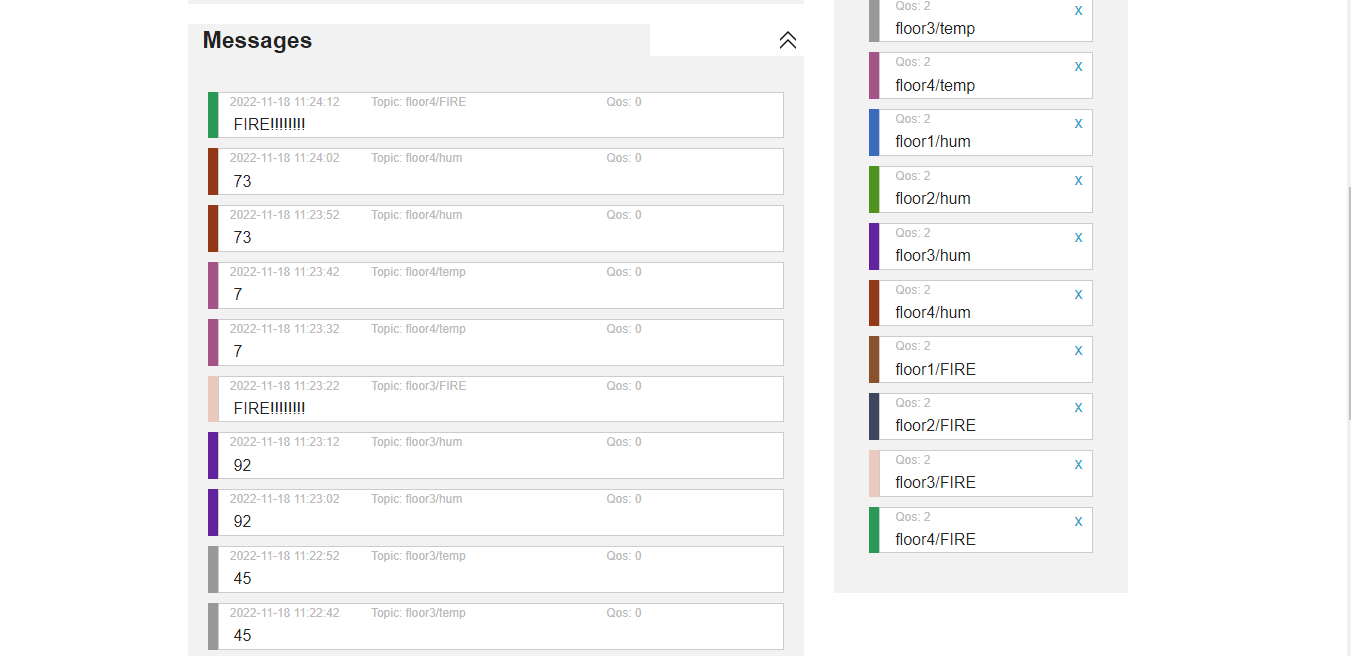 Messages
2022-11-18 11:24:12 Topic: floor4/FIRE Qos: 0
FIRE!!!!!!!!
2022-11-18 11:24:02 Topic: floor4/hum Qos: 0
73
2022-11-18 11:23:52 Topic: floor4/hum Qos: 0
73
2022-11-18 11:23:42 Topic: floor4/temp Qos: 0
7
2022-11-18 11:23:32 Topic: floor4/temp Qos: 0
7
2022-11-18 11:23:22 Topic: floor3/FIRE Qos: 0
FIRE!!!!!!!!
2022-11-18 11:23:12 Topic: floor3/hum Qos: 0
92
2022-11-18 11:23:02 Topic: floor3/hum Qos: 0
92
2022-11-18 11:22:52 Topic: floor3/temp Qos: 0
45
2022-11-18 11:22:42 Topic: floor3/temp Qos: 0
45
Qos: 2 x
floor3/temp
Qos: 2 x
floor4/temp
Qos: 2 x
floor1/hum
Qos: 2 x
floor2/hum
Qos: 2 x
floor3/hum
Qos: 2 x
floor4/hum
Qos: 2 x
floor1/FIRE
Qos: 2 x
floor2/FIRE
Qos: 2 x
floor3/FIRE
Qos: 2 x
floor4/FIRE